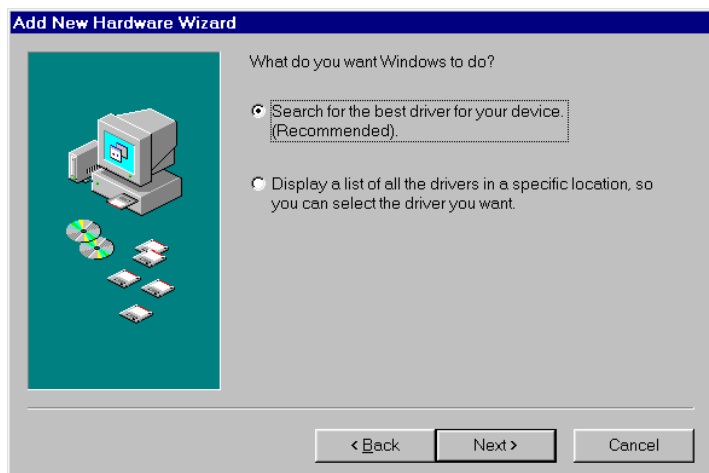 Add New Hardware Wizard
What do you want Windows to do?
Search for the best driver for your device.
(Recommended).
Display a list of all the drivers in a specific location, so
you can select the driver you want.
< Back
Next >
Cancel